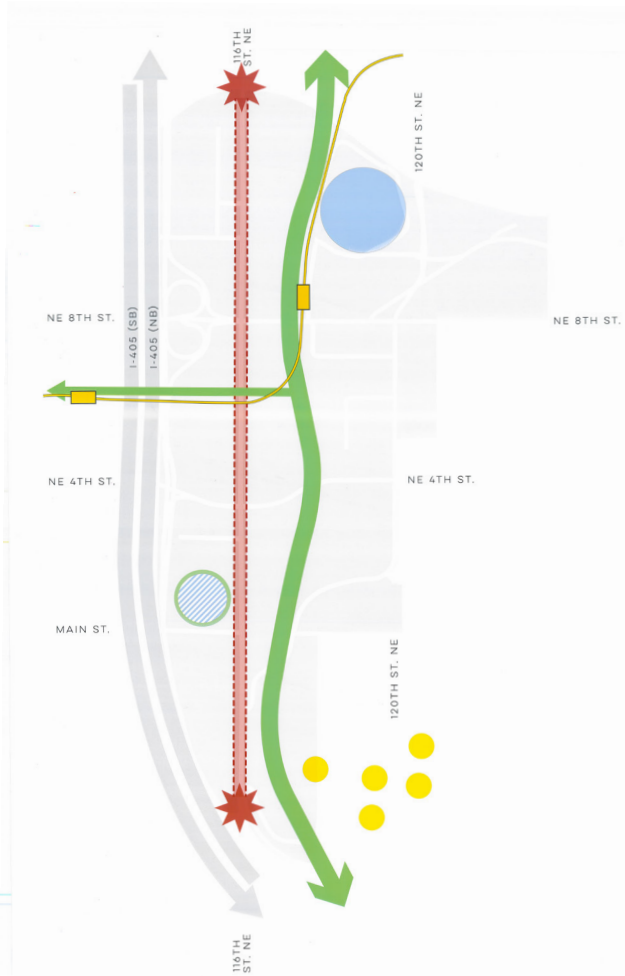 116TH
ST. NE
120TH ST. NE
NE 8TH ST.
I-405 (SB)
I-405 (NB)
NE 8TH ST.
NE 4TH ST.
NE 4TH ST.
MAIN ST.
120TH ST. NE
116TH
ST. NE